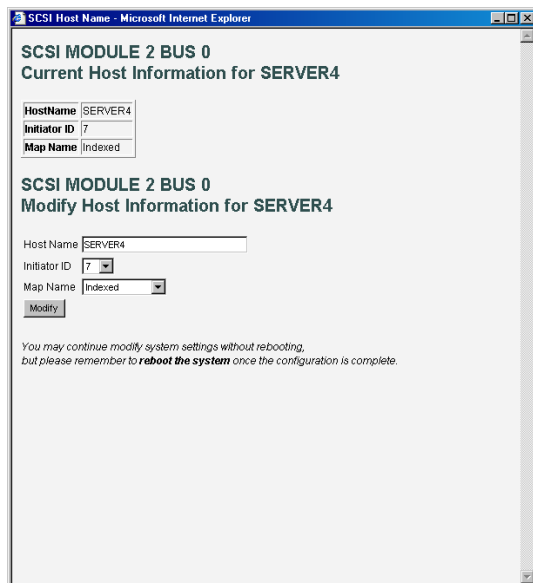 SCSI Host Name - Microsoft Internet Explorer
SCSI MODULE 2 BUS 0
Current Host Information for SERVER4
HostName SERVER4
Initiator ID 7
Map Name Indexed
SCSI MODULE 2 BUS 0
Modify Host Information for SERVER4
Host Name SERVER4
Initiator ID 7
Map Name Indexed
Modify
You may continue modify system settings without rebooting,
but please remember to reboot the system once the configuration is complete.